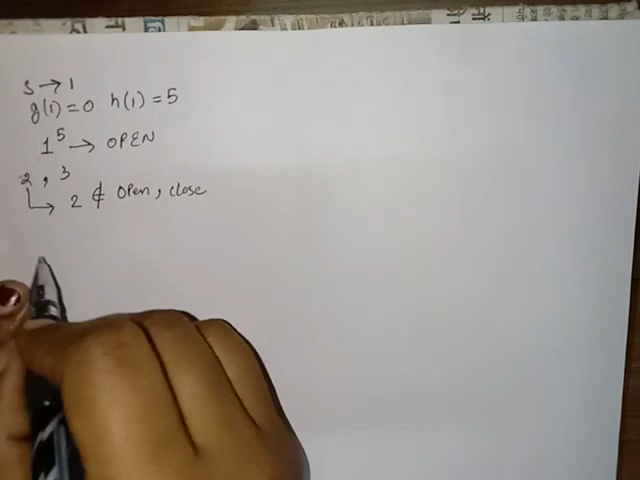 S → 1
g(1) = 0 h(1) = 5
1⁵ → OPEN
2, 3
↳ 2 ∉ Open, close